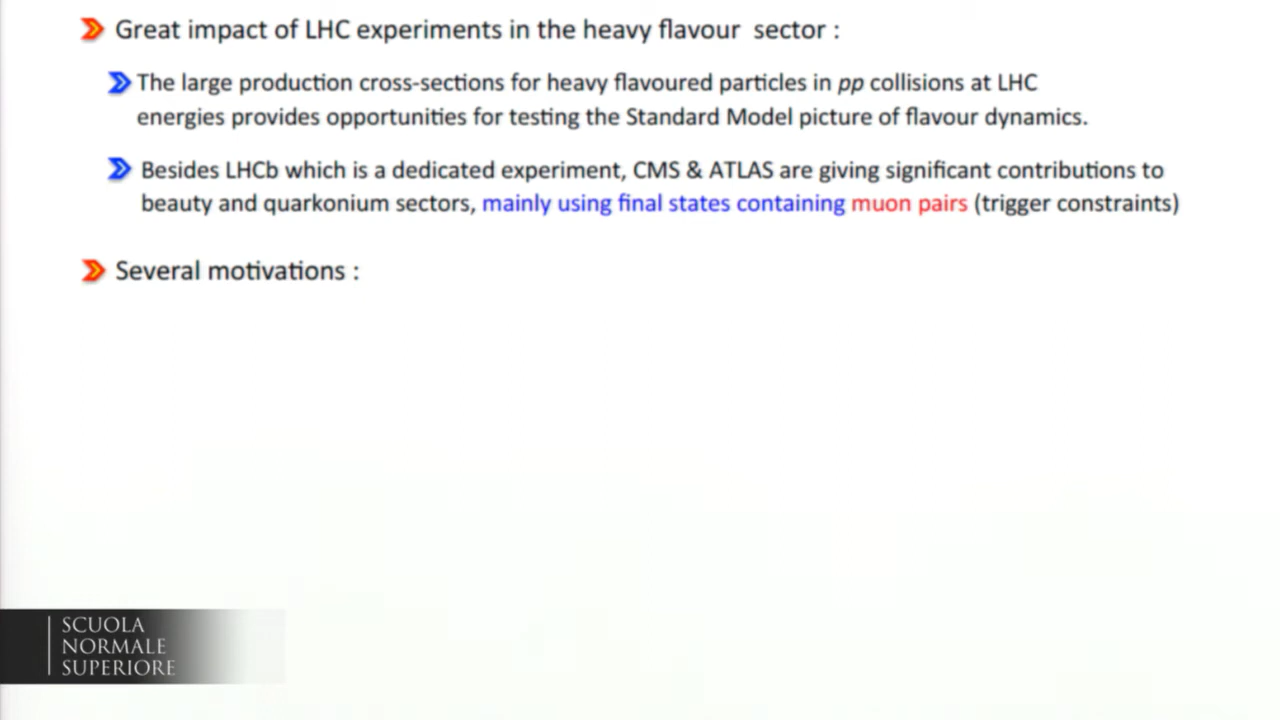 Great impact of LHC experiments in the heavy flavour sector :
The large production cross-sections for heavy flavoured particles in pp collisions at LHC
energies provides opportunities for testing the Standard Model picture of flavour dynamics.
Besides LHCb which is a dedicated experiment, CMS & ATLAS are giving significant contributions to
beauty and quarkonium sectors, mainly using final states containing muon pairs (trigger constraints)
Several motivations :
SCUOLA
NORMALE
SUPERIORE